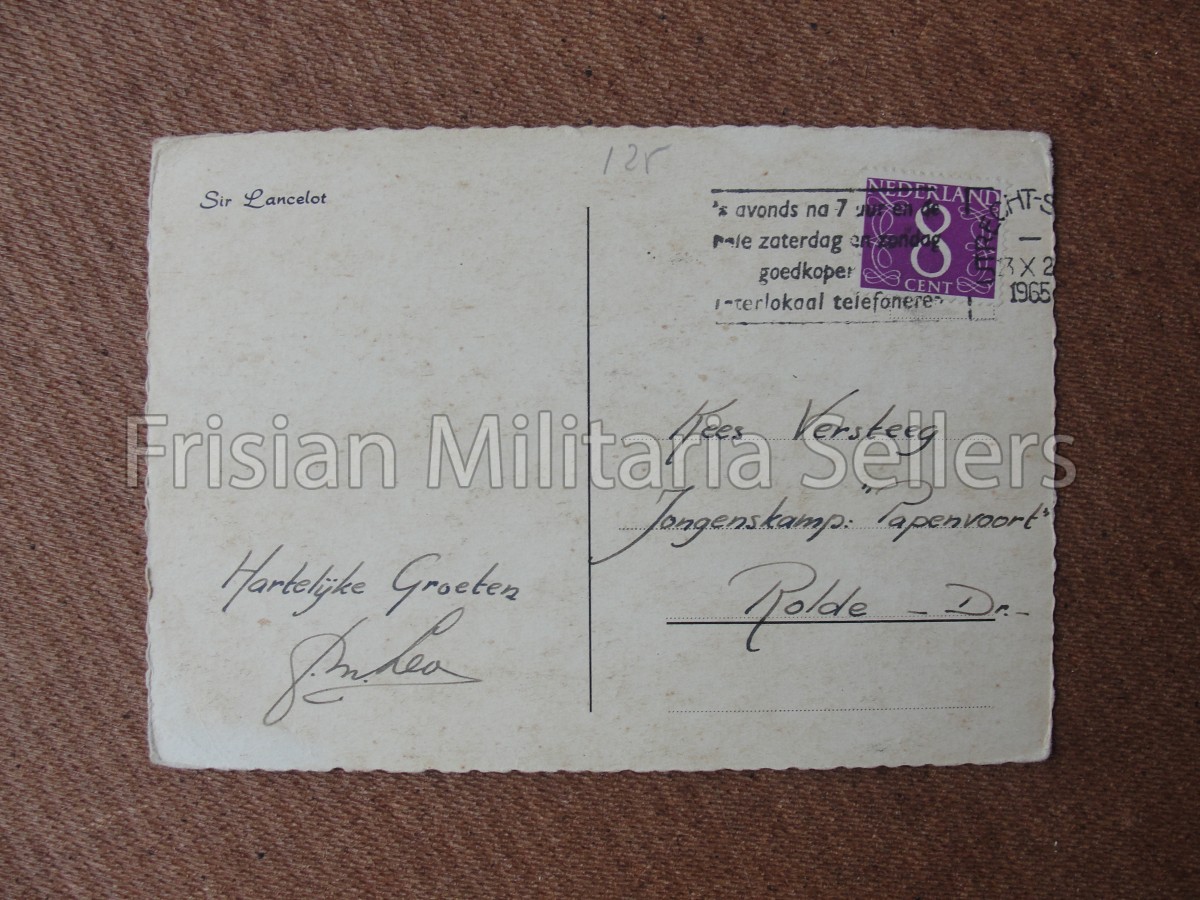 Sir Lancelot
's avonds na 7 uur en de
hele zaterdag en zondag
goedkoper
interlokaal telefoneren
NEDERLAND
8
CENT
1965
Frisian Militaria Sellers
Kees Versteeg
Jongenskamp: "Papenvoort"
Rolde - Dr.-
Hartelijke Groeten